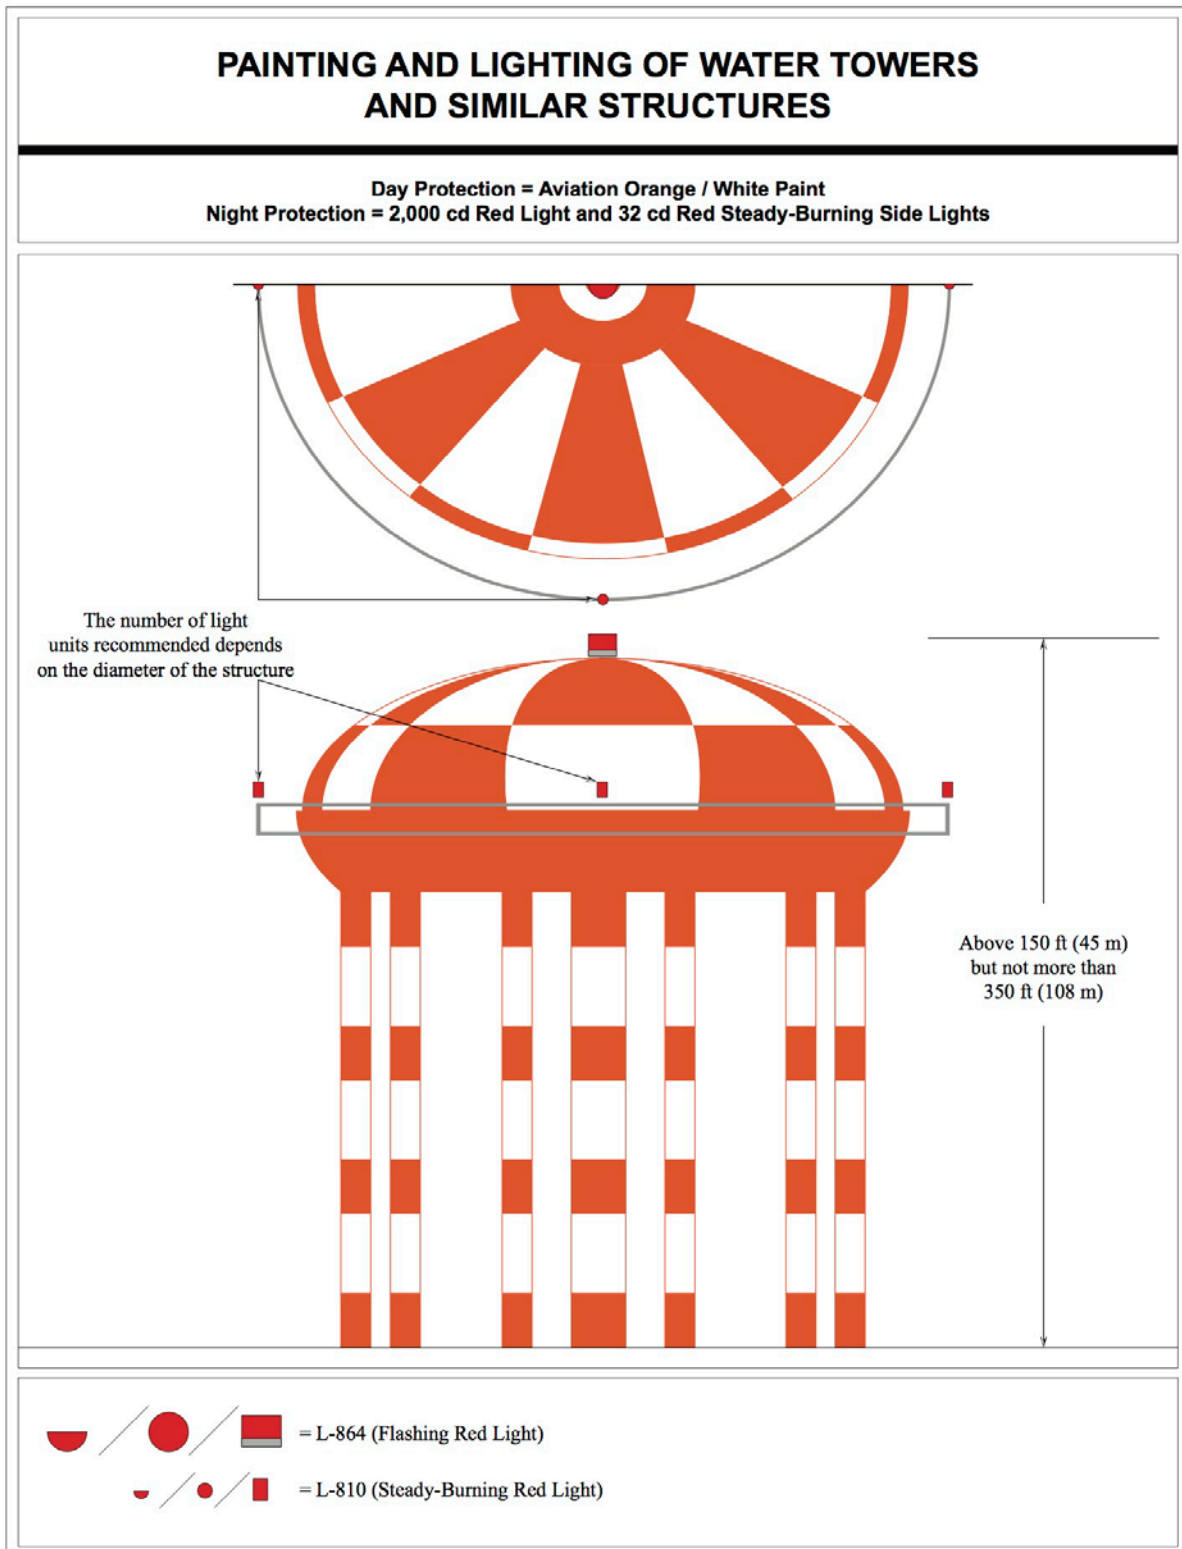 PAINTING AND LIGHTING OF WATER TOWERS
AND SIMILAR STRUCTURES
Day Protection = Aviation Orange / White Paint
Night Protection = 2,000 cd Red Light and 32 cd Red Steady-Burning Side Lights
The number of light
units recommended depends
on the diameter of the structure
Above 150 ft (45 m)
but not more than
350 ft (108 m)
= L-864 (Flashing Red Light)
= L-810 (Steady-Burning Red Light)